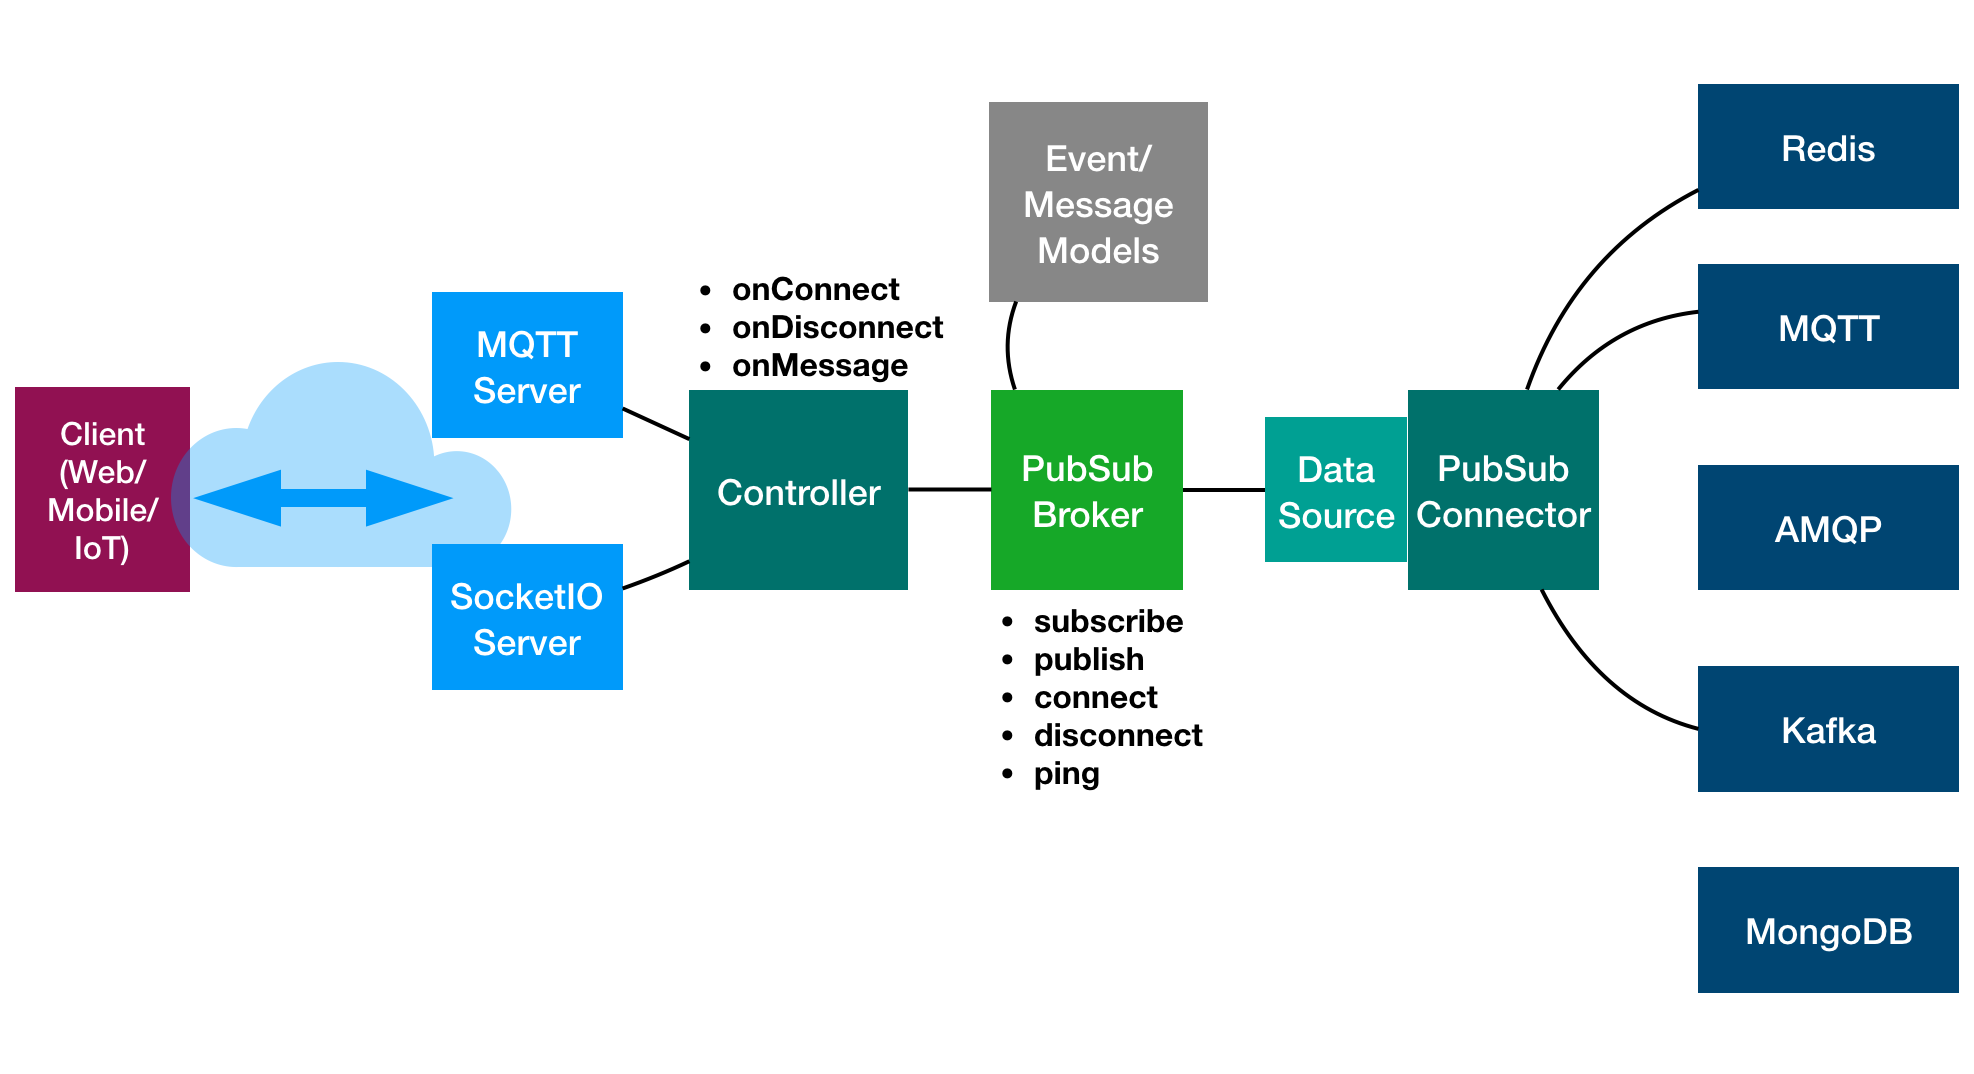 Client
(Web/
Mobile/
IoT)
MQTT
Server
SocketIO
Server
• onConnect
• onDisconnect
• onMessage
Controller
Event/
Message
Models
PubSub
Broker
• subscribe
• publish
• connect
• disconnect
• ping
Data
Source
PubSub
Connector
Redis
MQTT
AMQP
Kafka
MongoDB